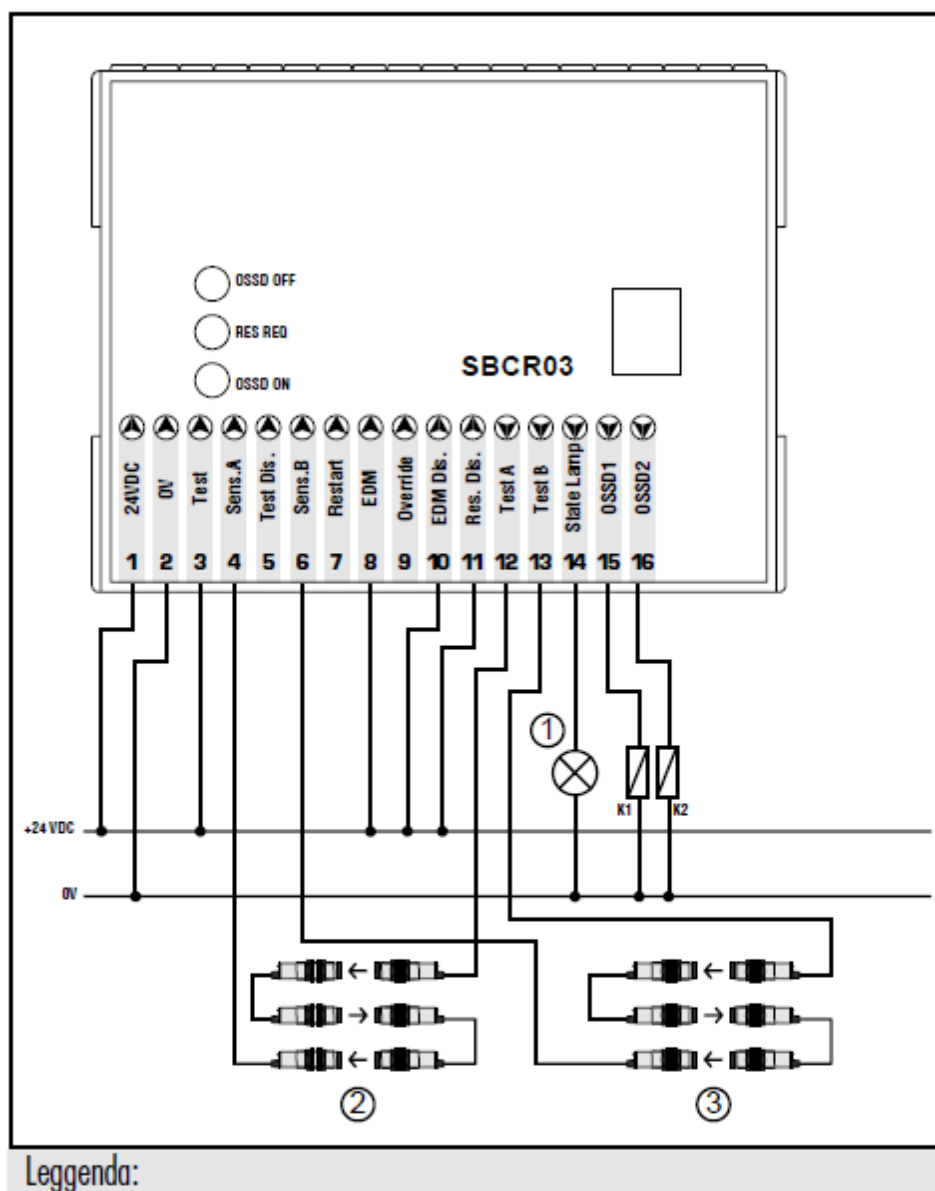 OSSD OFF
RES REQ
OSSD ON
SBCR03
24VDC
0V
Test
Sens.A
Test Dis.
Sens.B
Restart
EDM
Override
EDM Dis.
Res. Dis.
Test A
Test B
State Lamp
OSSD1
OSSD2
1 2 3 4 5 6 7 8 9 10 11 12 13 14 15 16
1
K1 K2
+24 VDC
0V
2 3
Leggenda: